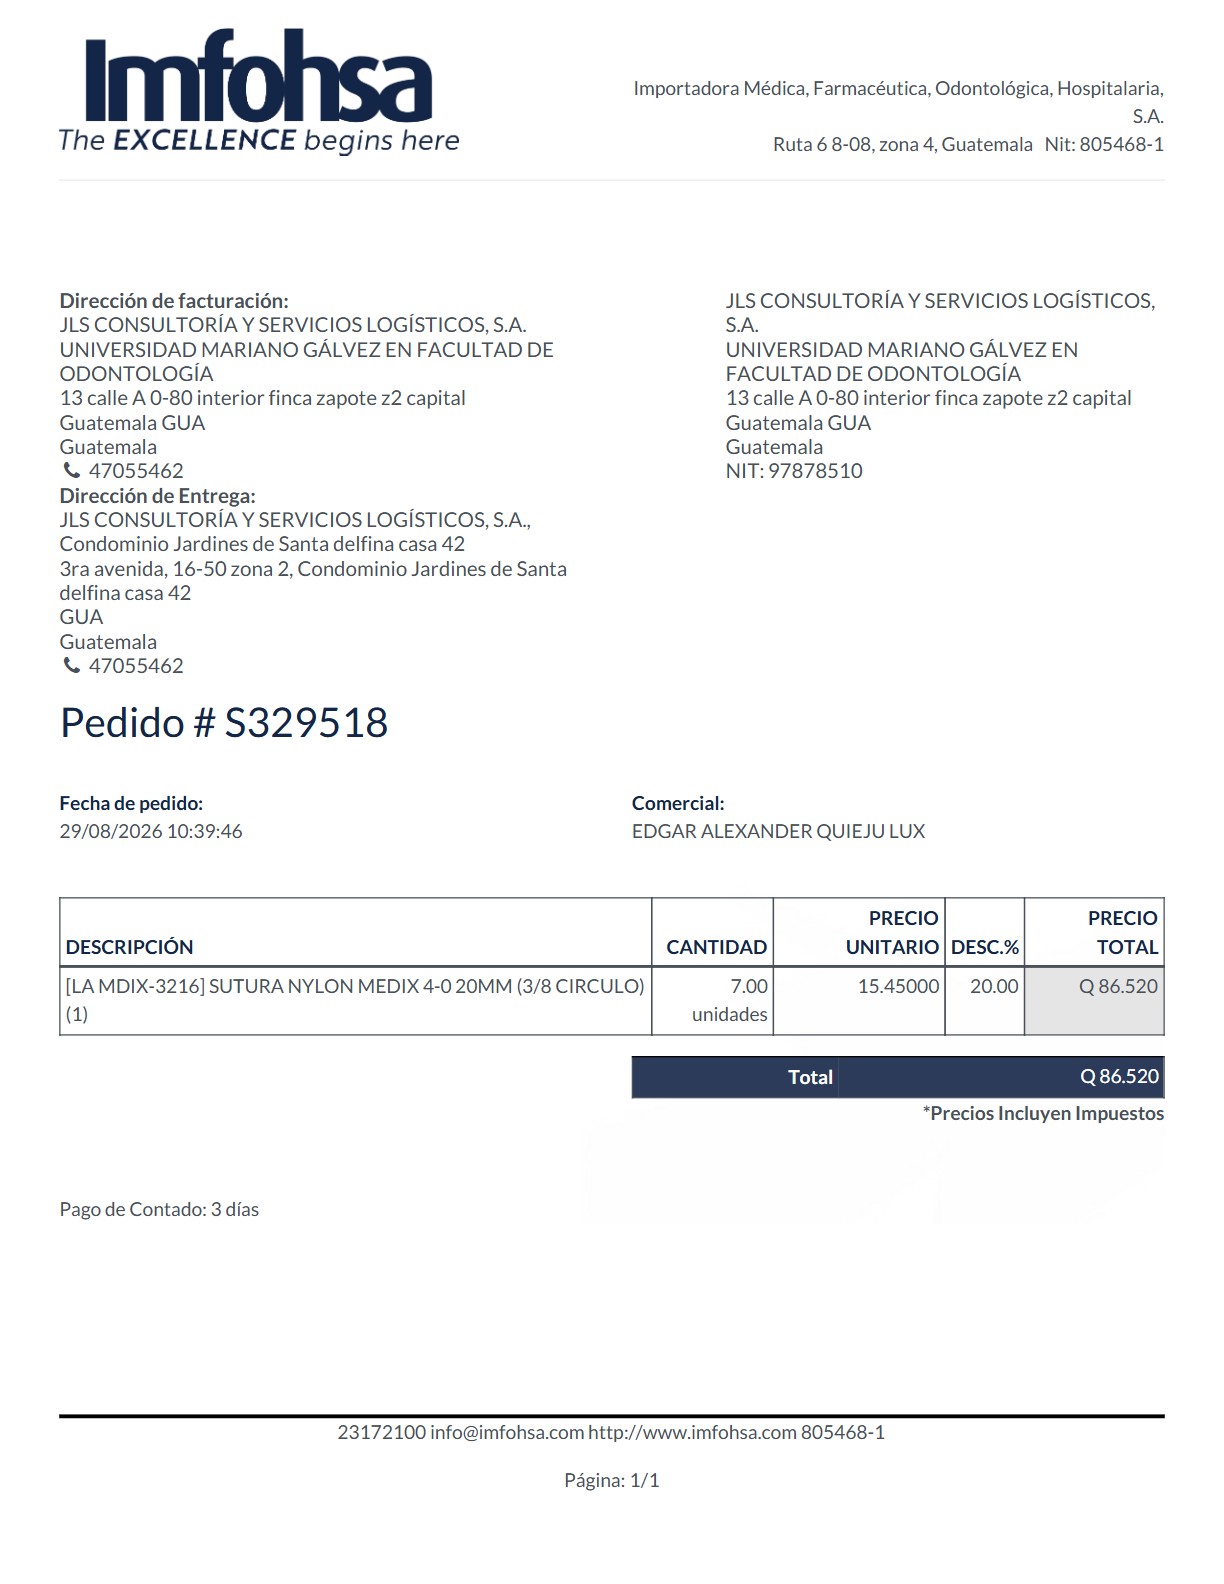 Imfohsa
The EXCELLENCE begins here
Importadora Médica, Farmacéutica, Odontológica, Hospitalaria,
S.A.
Ruta 6 8-08, zona 4, Guatemala Nit: 805468-1
Dirección de facturación:
JLS CONSULTORÍA Y SERVICIOS LOGÍSTICOS, S.A.
UNIVERSIDAD MARIANO GÁLVEZ EN FACULTAD DE
ODONTOLOGÍA
13 calle A 0-80 interior finca zapote z2 capital
Guatemala GUA
Guatemala
47055462
Dirección de Entrega:
JLS CONSULTORÍA Y SERVICIOS LOGÍSTICOS, S.A.,
Condominio Jardines de Santa delfina casa 42
3ra avenida, 16-50 zona 2, Condominio Jardines de Santa
delfina casa 42
GUA
Guatemala
47055462
JLS CONSULTORÍA Y SERVICIOS LOGÍSTICOS,
S.A.
UNIVERSIDAD MARIANO GÁLVEZ EN
FACULTAD DE ODONTOLOGÍA
13 calle A 0-80 interior finca zapote z2 capital
Guatemala GUA
Guatemala
NIT: 97878510
Pedido # S329518
Fecha de pedido:
29/08/2026 10:39:46
Comercial:
EDGAR ALEXANDER QUIEJU LUX
DESCRIPCIÓN CANTIDAD PRECIO UNITARIO DESC.% PRECIO TOTAL
[LA MDIX-3216] SUTURA NYLON MEDIX 4-0 20MM (3/8 CIRCULO) 7.00 15.45000 20.00 Q 86.520
(1) unidades
Total Q 86.520
*Precios Incluyen Impuestos
Pago de Contado: 3 días
23172100 info@imfohsa.com http://www.imfohsa.com 805468-1
Página: 1/1